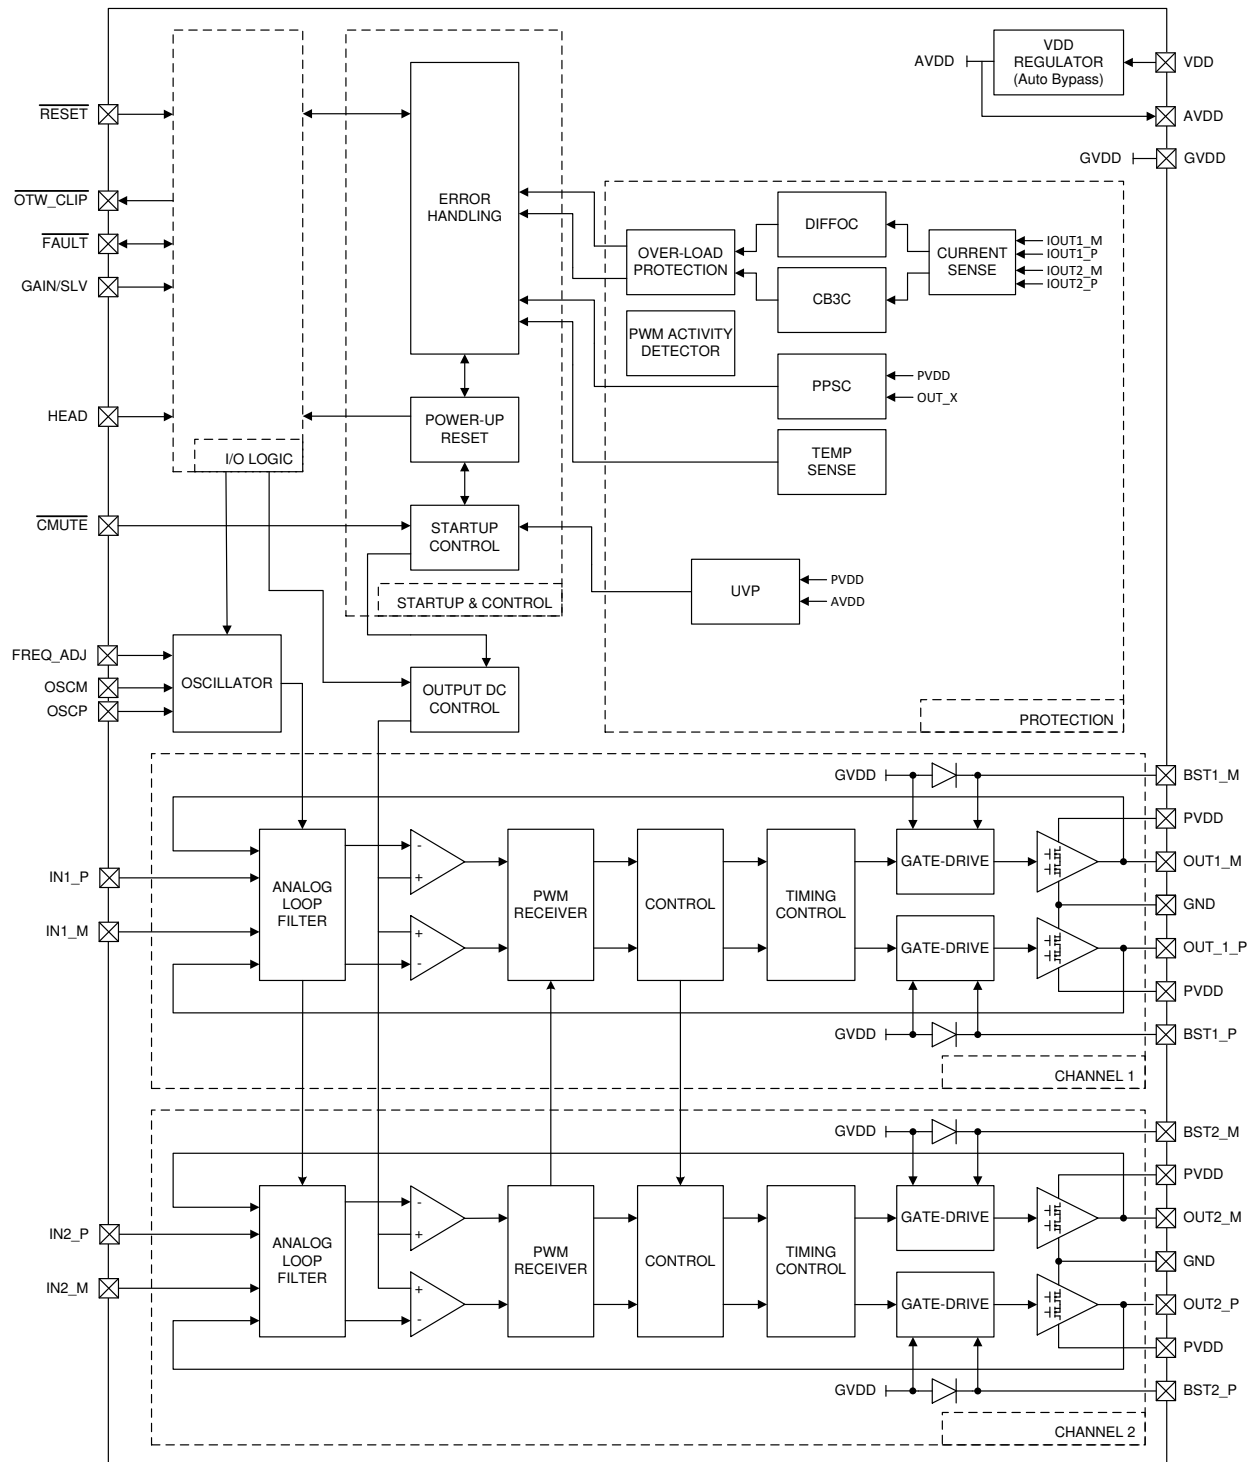 VDD
REGULATOR
(Auto Bypass)
AVDD
VDD
AVDD
GVDD
GVDD
RESET
OTW_CLIP
FAULT
GAIN/SLV
HEAD
CMUTE
FREQ_ADJ
OSCM
OSCP
I/O LOGIC
ERROR
HANDLING
POWER-UP
RESET
STARTUP
CONTROL
STARTUP & CONTROL
OVER-LOAD
PROTECTION
DIFFOC
CB3C
CURRENT
SENSE
IOUT1_M
IOUT1_P
IOUT2_M
IOUT2_P
PWM ACTIVITY
DETECTOR
PPSC
PVDD
OUT_X
TEMP
SENSE
UVP
PVDD
AVDD
PROTECTION
OSCILLATOR
OUTPUT DC
CONTROL
GVDD
BST1_M
PVDD
IN1_P
IN1_M
ANALOG
LOOP
FILTER
-
+
+
-
PWM
RECEIVER
CONTROL
TIMING
CONTROL
GATE-DRIVE
GATE-DRIVE
OUT1_M
GND
OUT_1_P
PVDD
GVDD
BST1_P
CHANNEL 1
GVDD
BST2_M
PVDD
IN2_P
IN2_M
ANALOG
LOOP
FILTER
-
+
+
-
PWM
RECEIVER
CONTROL
TIMING
CONTROL
GATE-DRIVE
GATE-DRIVE
OUT2_M
GND
OUT2_P
PVDD
GVDD
BST2_P
CHANNEL 2